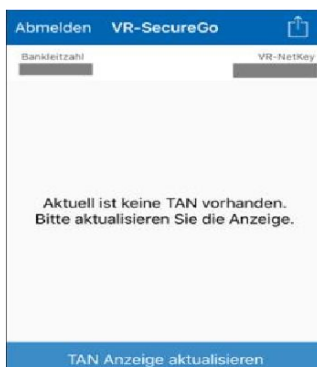 Abmelden VR-SecureGo
Bankleitzahl VR-NetKey
Aktuell ist keine TAN vorhanden.
Bitte aktualisieren Sie die Anzeige.
TAN Anzeige aktualisieren